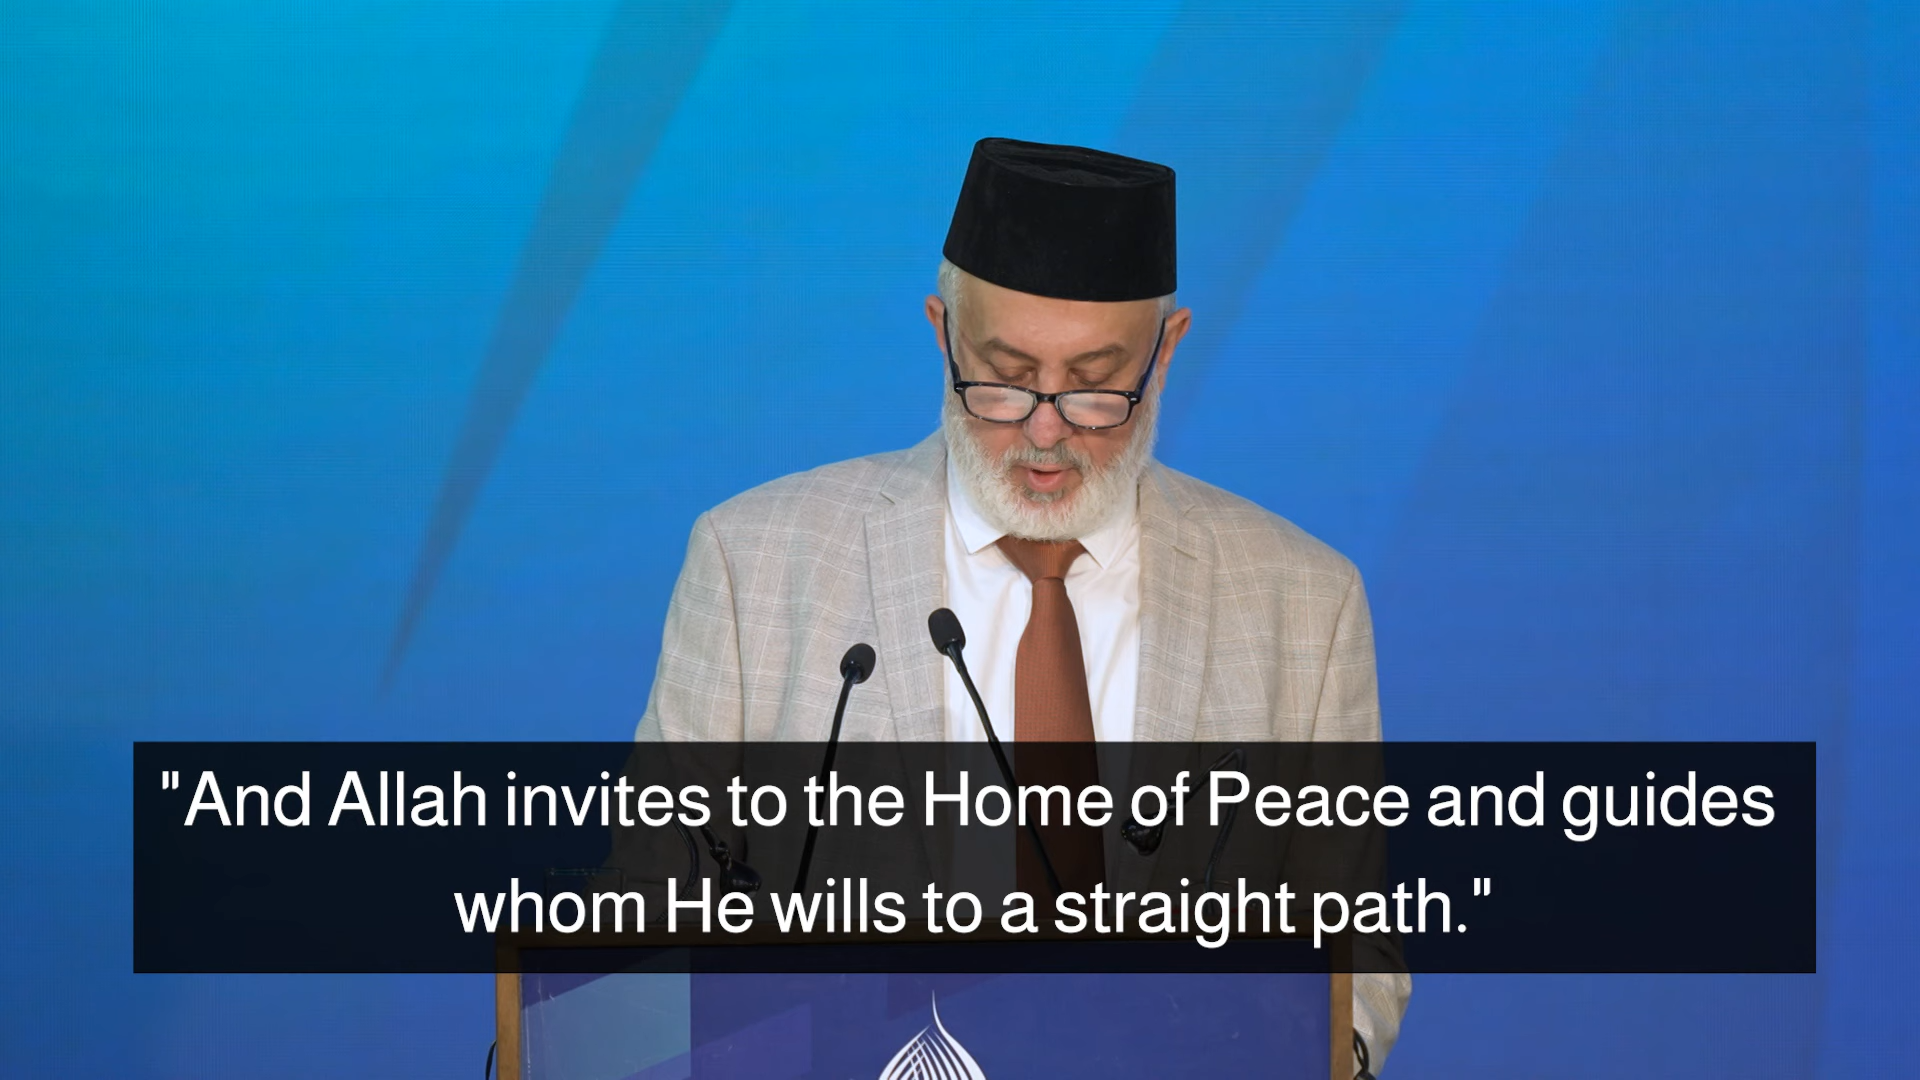 "And Allah invites to the Home of Peace and guides
whom He wills to a straight path."